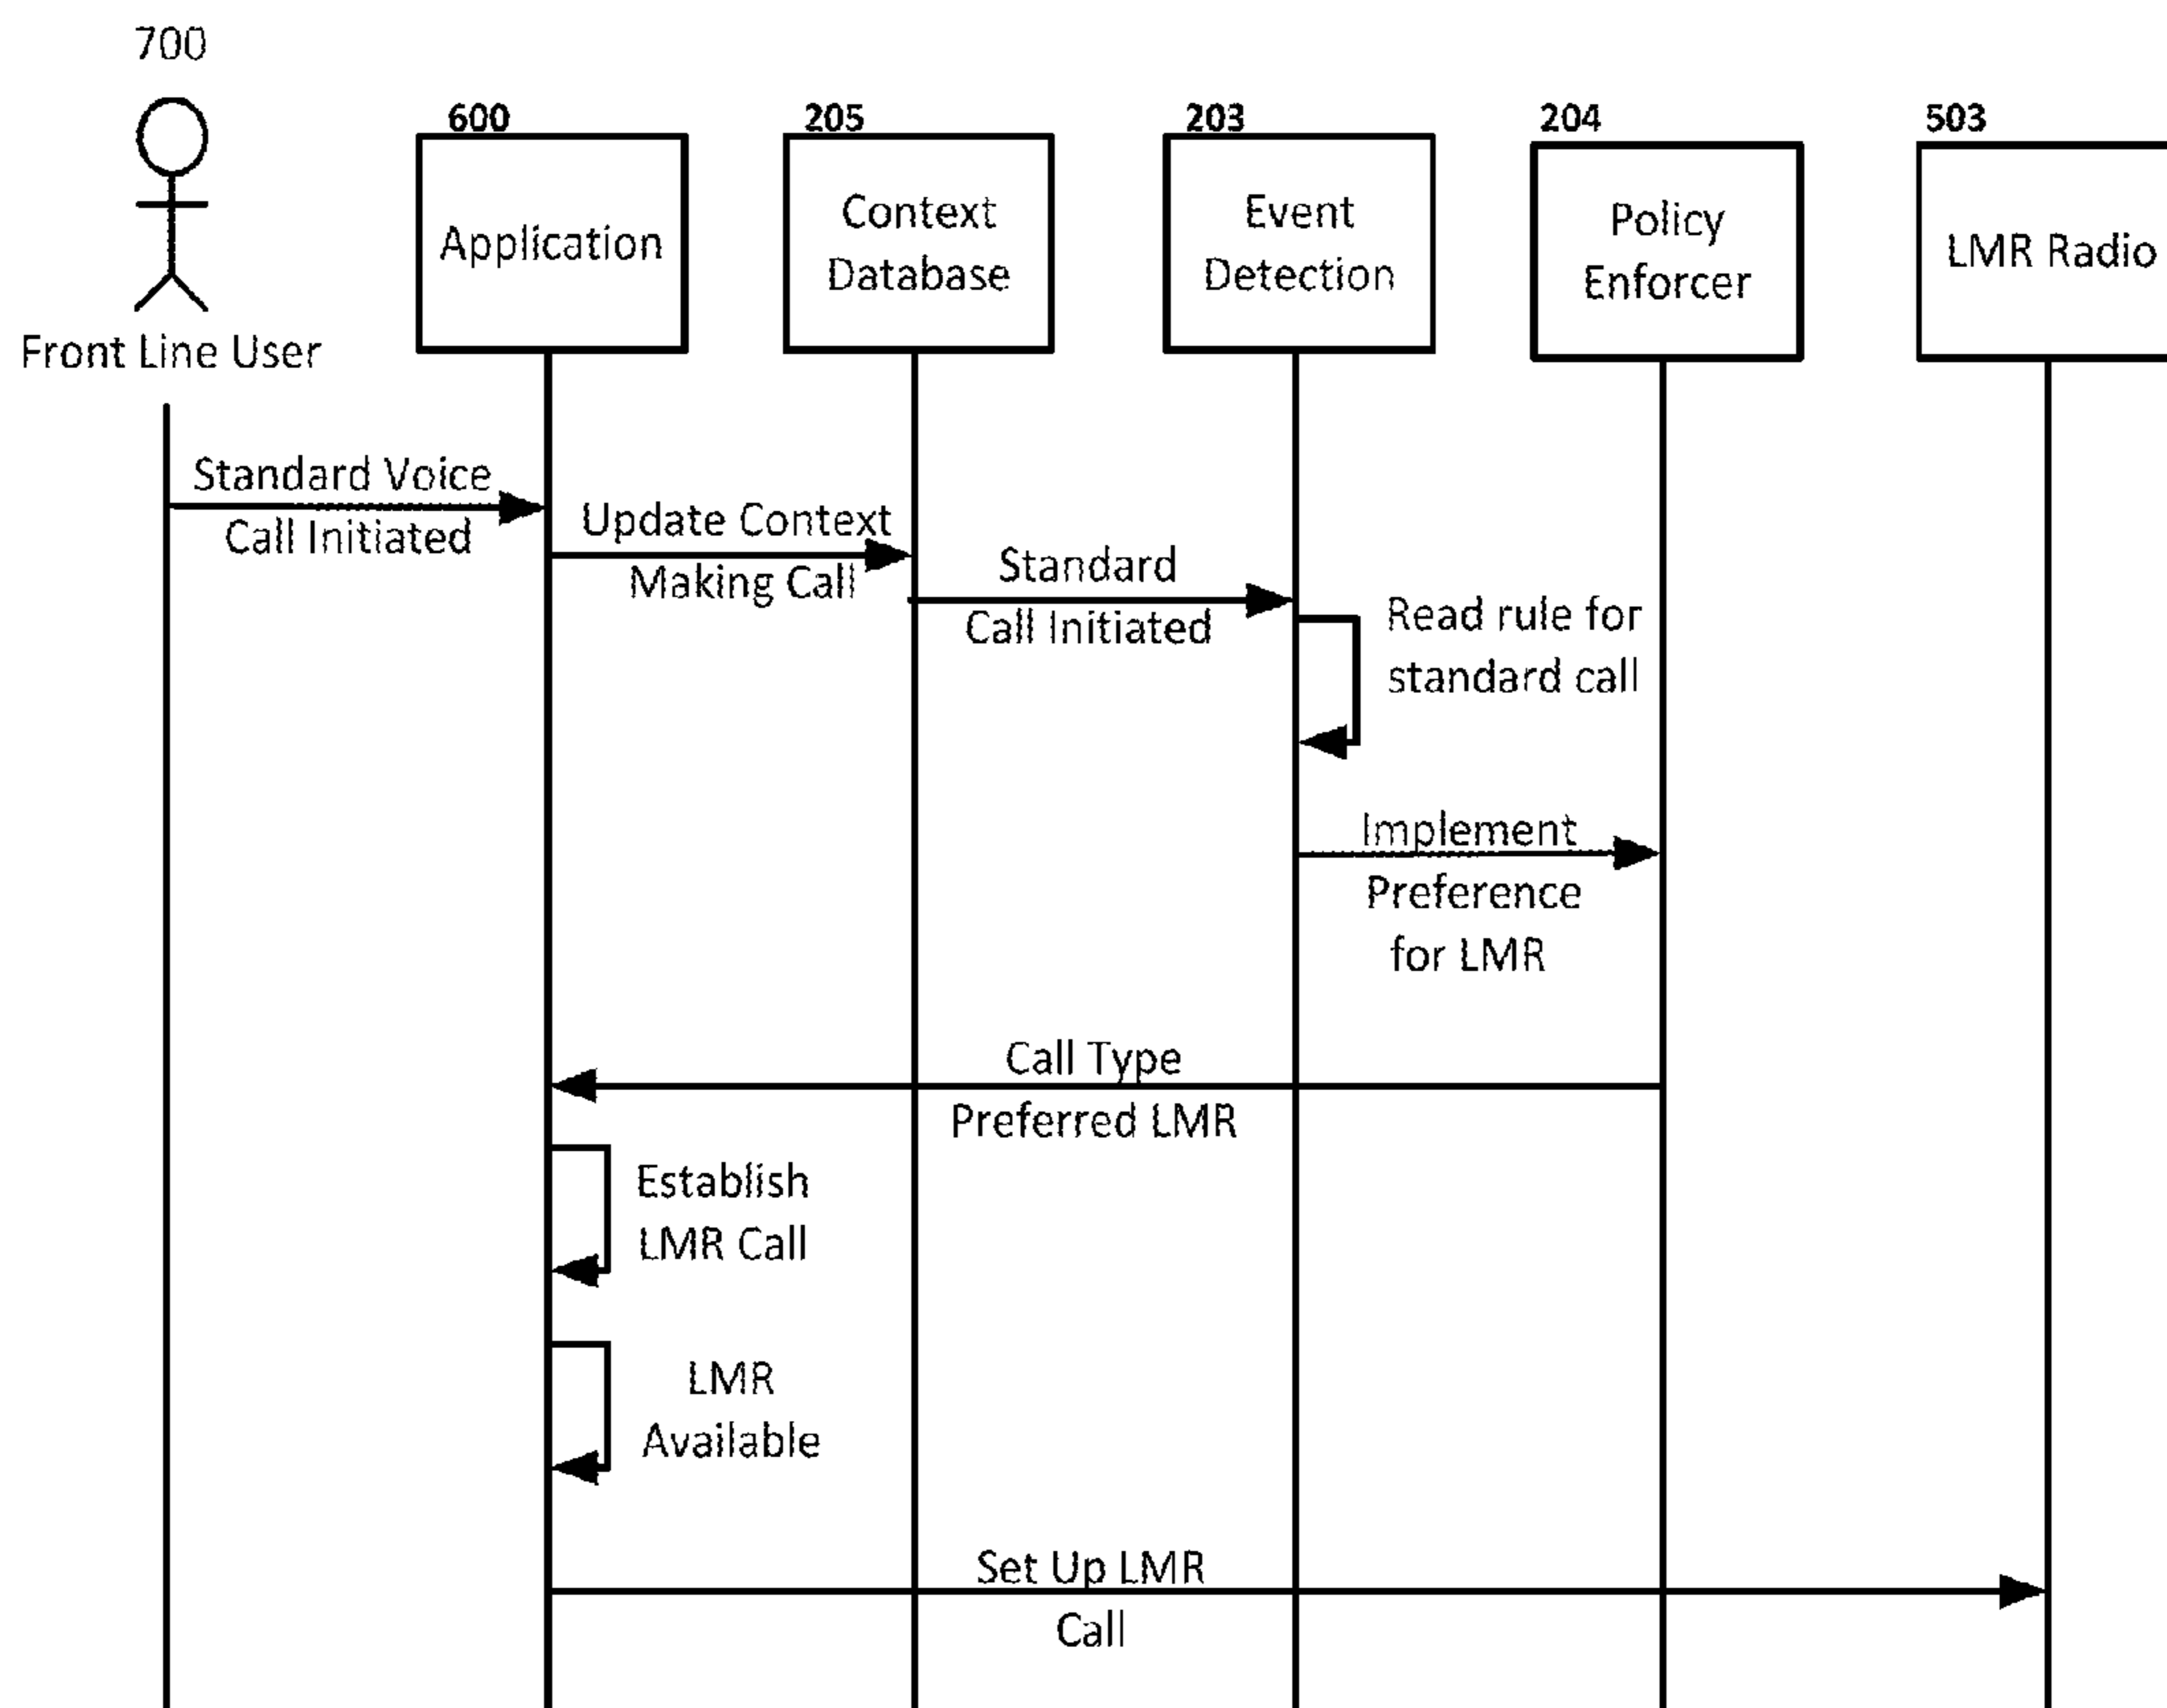 700
600
205
203
204
503
Application
Context
Database
Event
Detection
Policy
Enforcer
LMR Radio
Front Line User
Standard Voice
Call Initiated
Update Context
Making Call
Standard
Call Initiated
Read rule for
standard call
Implement
Preference
for LMR
Call Type
Preferred LMR
Establish
LMR Call
LMR
Available
Set Up LMR
Call